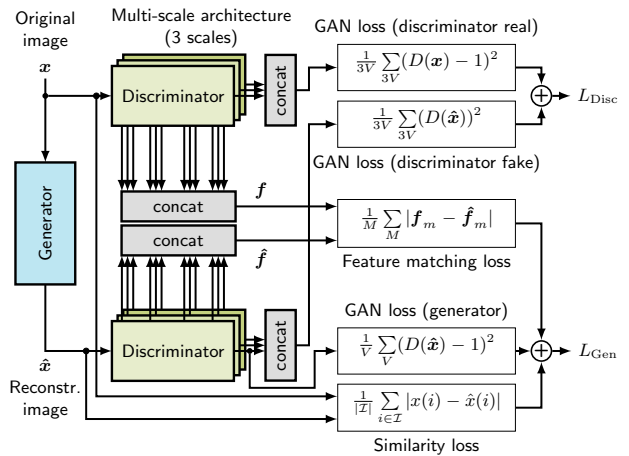 Original
image
x
Multi-scale architecture
(3 scales)
GAN loss (discriminator real)
Discriminator
concat
1/3V ∑_{3V} (D(x) − 1)²
L_Disc
1/3V ∑_{3V} (D(x̂))²
GAN loss (discriminator fake)
Generator
concat
f
concat
f̂
1/M ∑_M |f_m − f̂_m|
Feature matching loss
GAN loss (generator)
Discriminator
concat
1/V ∑_V (D(x̂) − 1)²
L_Gen
x̂
Reconstr.
image
1/|ℐ| ∑_{i∈ℐ} |x(i) − x̂(i)|
Similarity loss